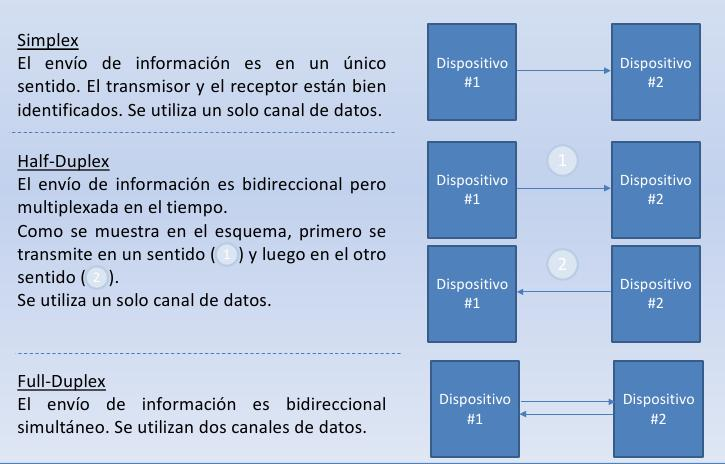 Simplex
El envío de información es en un único
sentido. El transmisor y el receptor están bien
identificados. Se utiliza un solo canal de datos.
Dispositivo
#1
Dispositivo
#2
Half-Duplex
El envío de información es bidireccional pero
multiplexada en el tiempo.
Como se muestra en el esquema, primero se
transmite en un sentido (1) y luego en el otro
sentido (2).
Se utiliza un solo canal de datos.
Dispositivo
#1
1
Dispositivo
#2
Dispositivo
#1
2
Dispositivo
#2
Full-Duplex
El envío de información es bidireccional
simultáneo. Se utilizan dos canales de datos.
Dispositivo
#1
Dispositivo
#2